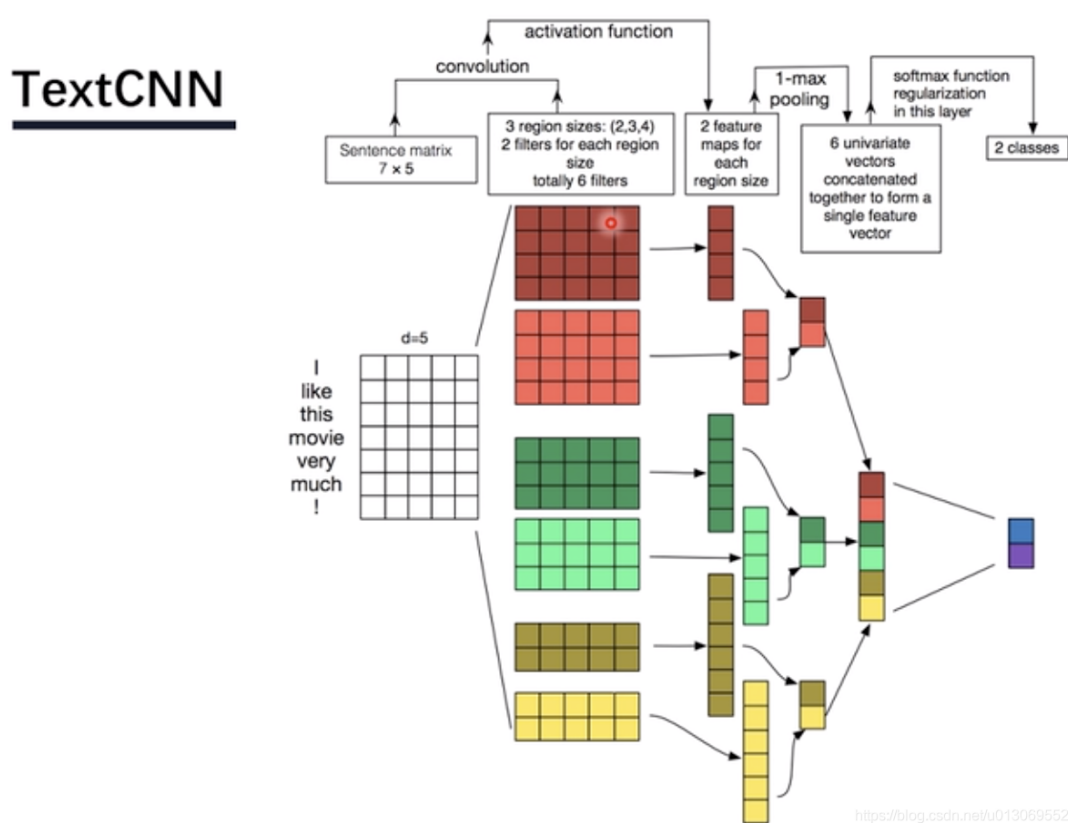 TextCNN
activation function
convolution
1-max
pooling
softmax function
regularization
in this layer
Sentence matrix
7 × 5
3 region sizes: (2,3,4)
2 filters for each region
size
totally 6 filters
2 feature
maps for
each
region size
6 univariate
vectors
concatenated
together to form a
single feature
vector
2 classes
d=5
I
like
this
movie
very
much
!
https://blog.csdn.net/u013069552